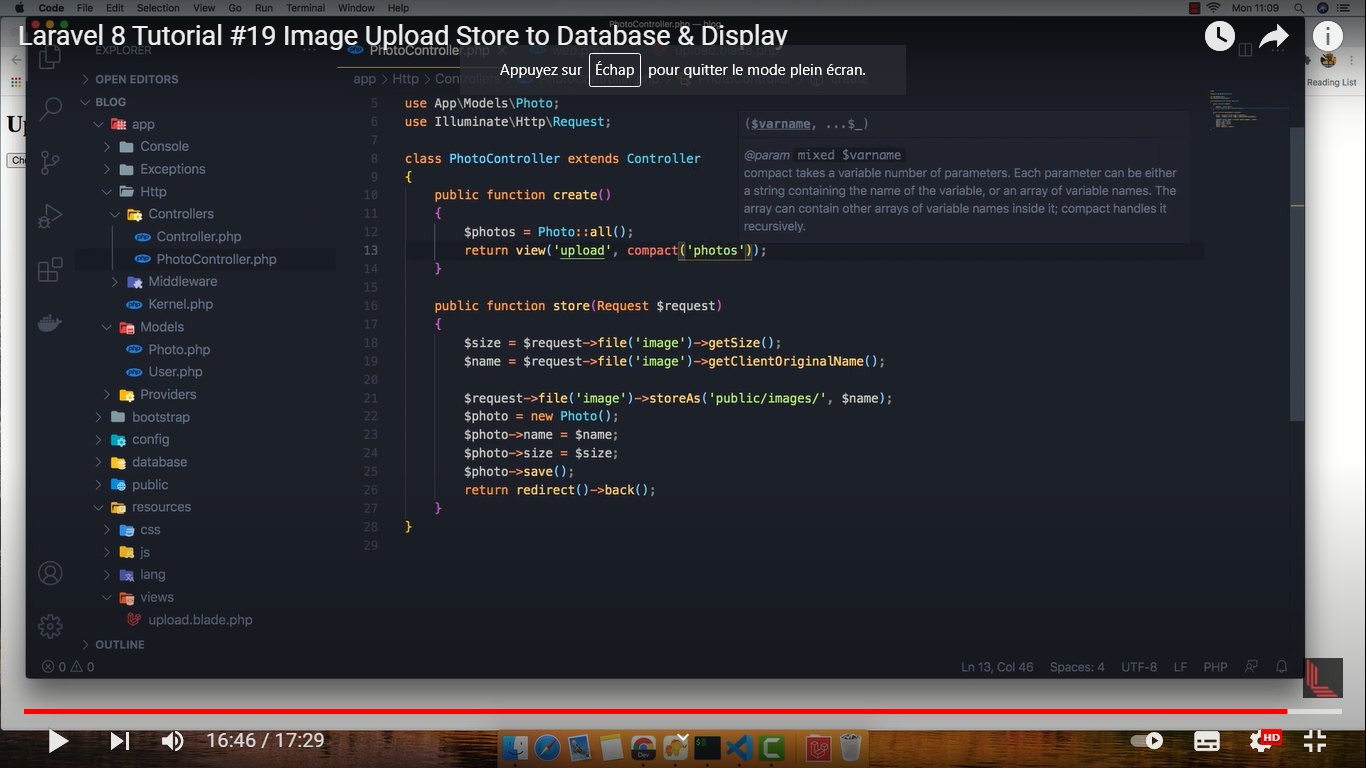 Code File Edit Selection View Go Run Terminal Window Help
Mon 11:09
PhotoController.php — blog
Laravel 8 Tutorial #19 Image Upload Store to Database & Display
EXPLORER
PhotoController.php
Appuyez sur Échap pour quitter le mode plein écran.
Reading List
app > Http > Controllers
OPEN EDITORS
BLOG
app
Console
Exceptions
Http
Controllers
Controller.php
PhotoController.php
Middleware
Kernel.php
Models
Photo.php
User.php
Providers
bootstrap
config
database
public
resources
css
js
lang
views
upload.blade.php
OUTLINE
5 use App\Models\Photo;
6 use Illuminate\Http\Request;
7
8 class PhotoController extends Controller
9 {
10 public function create()
11 {
12 $photos = Photo::all();
13 return view('upload', compact('photos'));
14 }
15
16 public function store(Request $request)
17 {
18 $size = $request->file('image')->getSize();
19 $name = $request->file('image')->getClientOriginalName();
20
21 $request->file('image')->storeAs('public/images/', $name);
22 $photo = new Photo();
23 $photo->name = $name;
24 $photo->size = $size;
25 $photo->save();
26 return redirect()->back();
27 }
28 }
29
($varname, ...$_)
@param mixed $varname
compact takes a variable number of parameters. Each parameter can be either
a string containing the name of the variable, or an array of variable names. The
array can contain other arrays of variable names inside it; compact handles it
recursively.
0 0
Ln 13, Col 46 Spaces: 4 UTF-8 LF PHP
16:46 / 17:29
HD